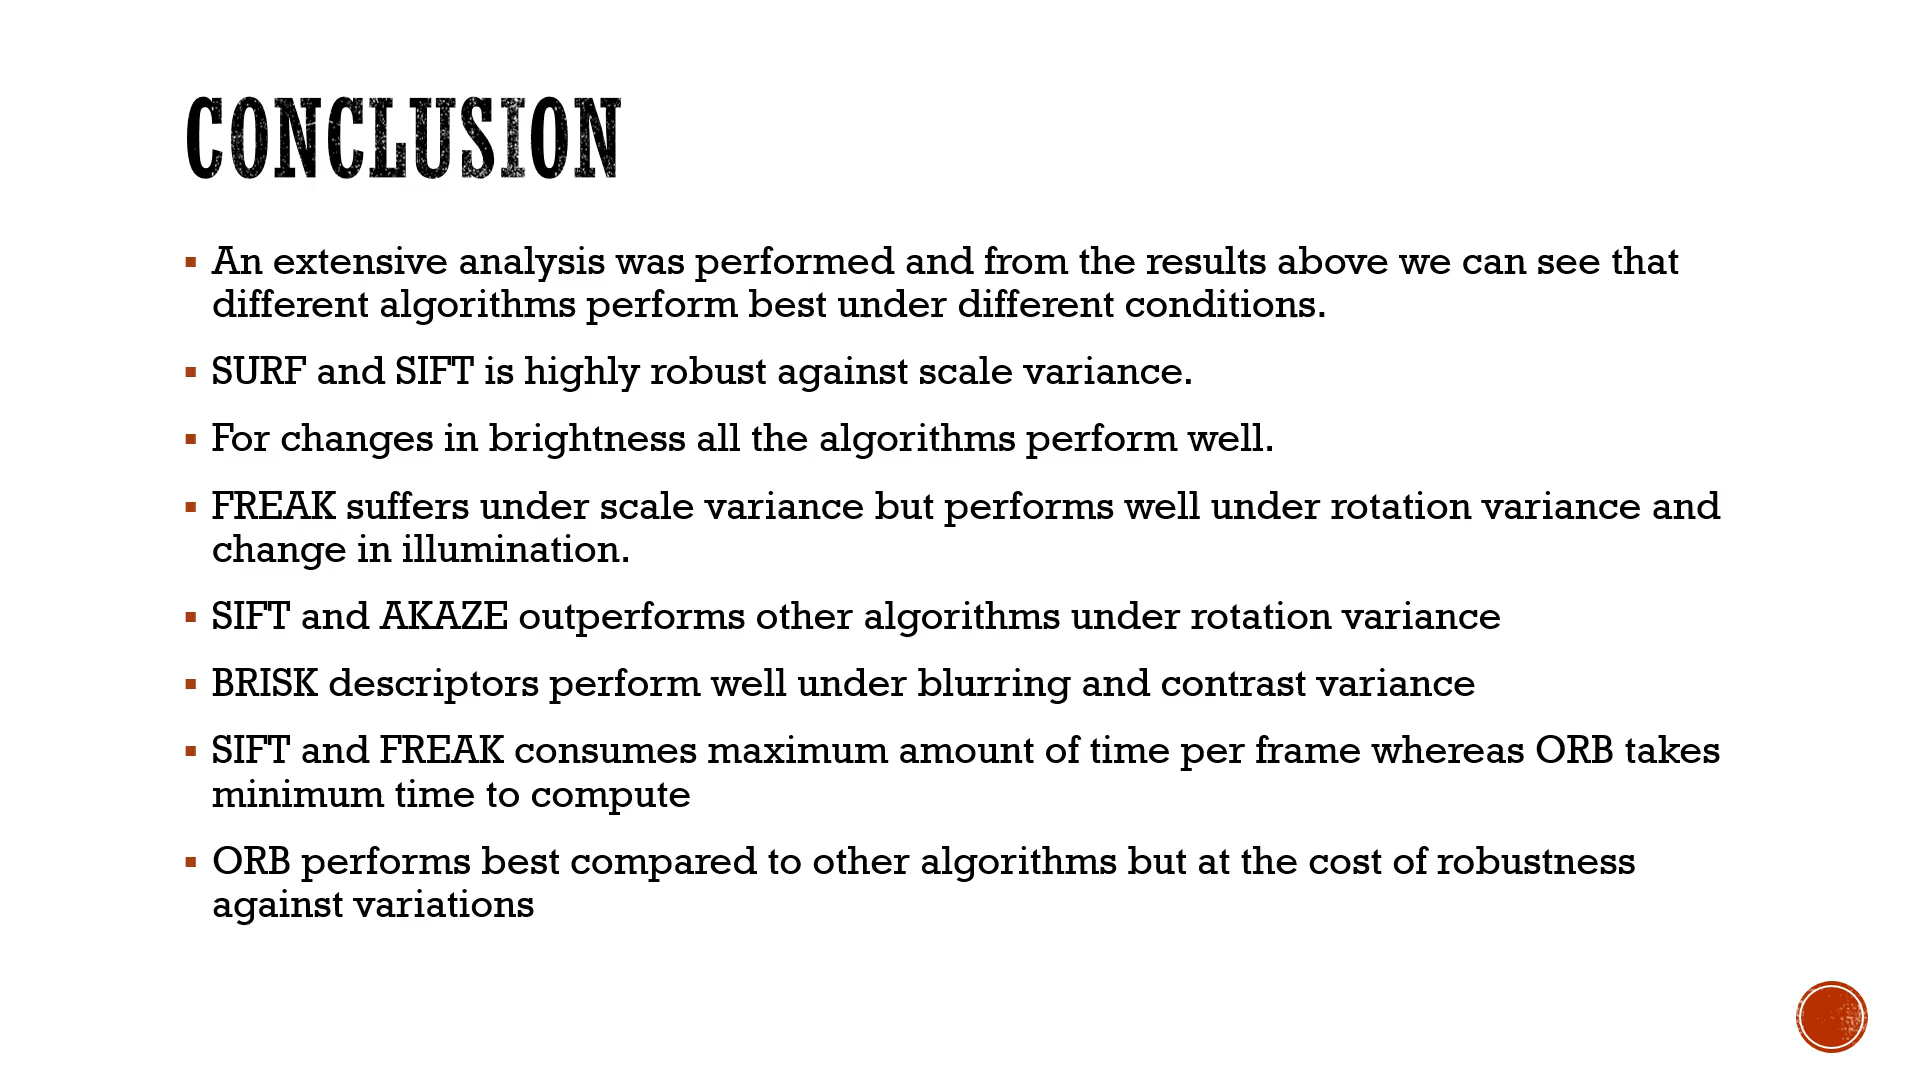 CONCLUSION
▪ An extensive analysis was performed and from the results above we can see that
different algorithms perform best under different conditions.
▪ SURF and SIFT is highly robust against scale variance.
▪ For changes in brightness all the algorithms perform well.
▪ FREAK suffers under scale variance but performs well under rotation variance and
change in illumination.
▪ SIFT and AKAZE outperforms other algorithms under rotation variance
▪ BRISK descriptors perform well under blurring and contrast variance
▪ SIFT and FREAK consumes maximum amount of time per frame whereas ORB takes
minimum time to compute
▪ ORB performs best compared to other algorithms but at the cost of robustness
against variations